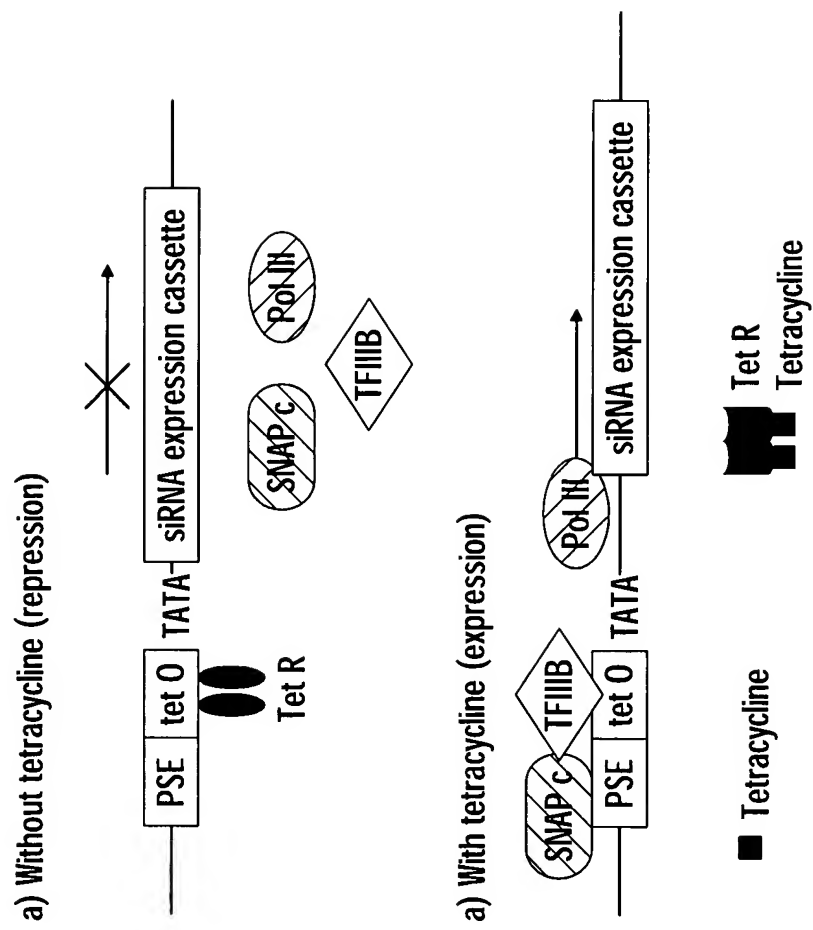 a) Without tetracycline (repression)
PSE
tet O
TATA
siRNA expression cassette
Tet R
SNAP c
Pol III
TFIIIB
a) With tetracycline (expression)
SNAP c
TFIIIB
Pol III
PSE
tet O
TATA
siRNA expression cassette
Tetracycline
Tet R
Tetracycline